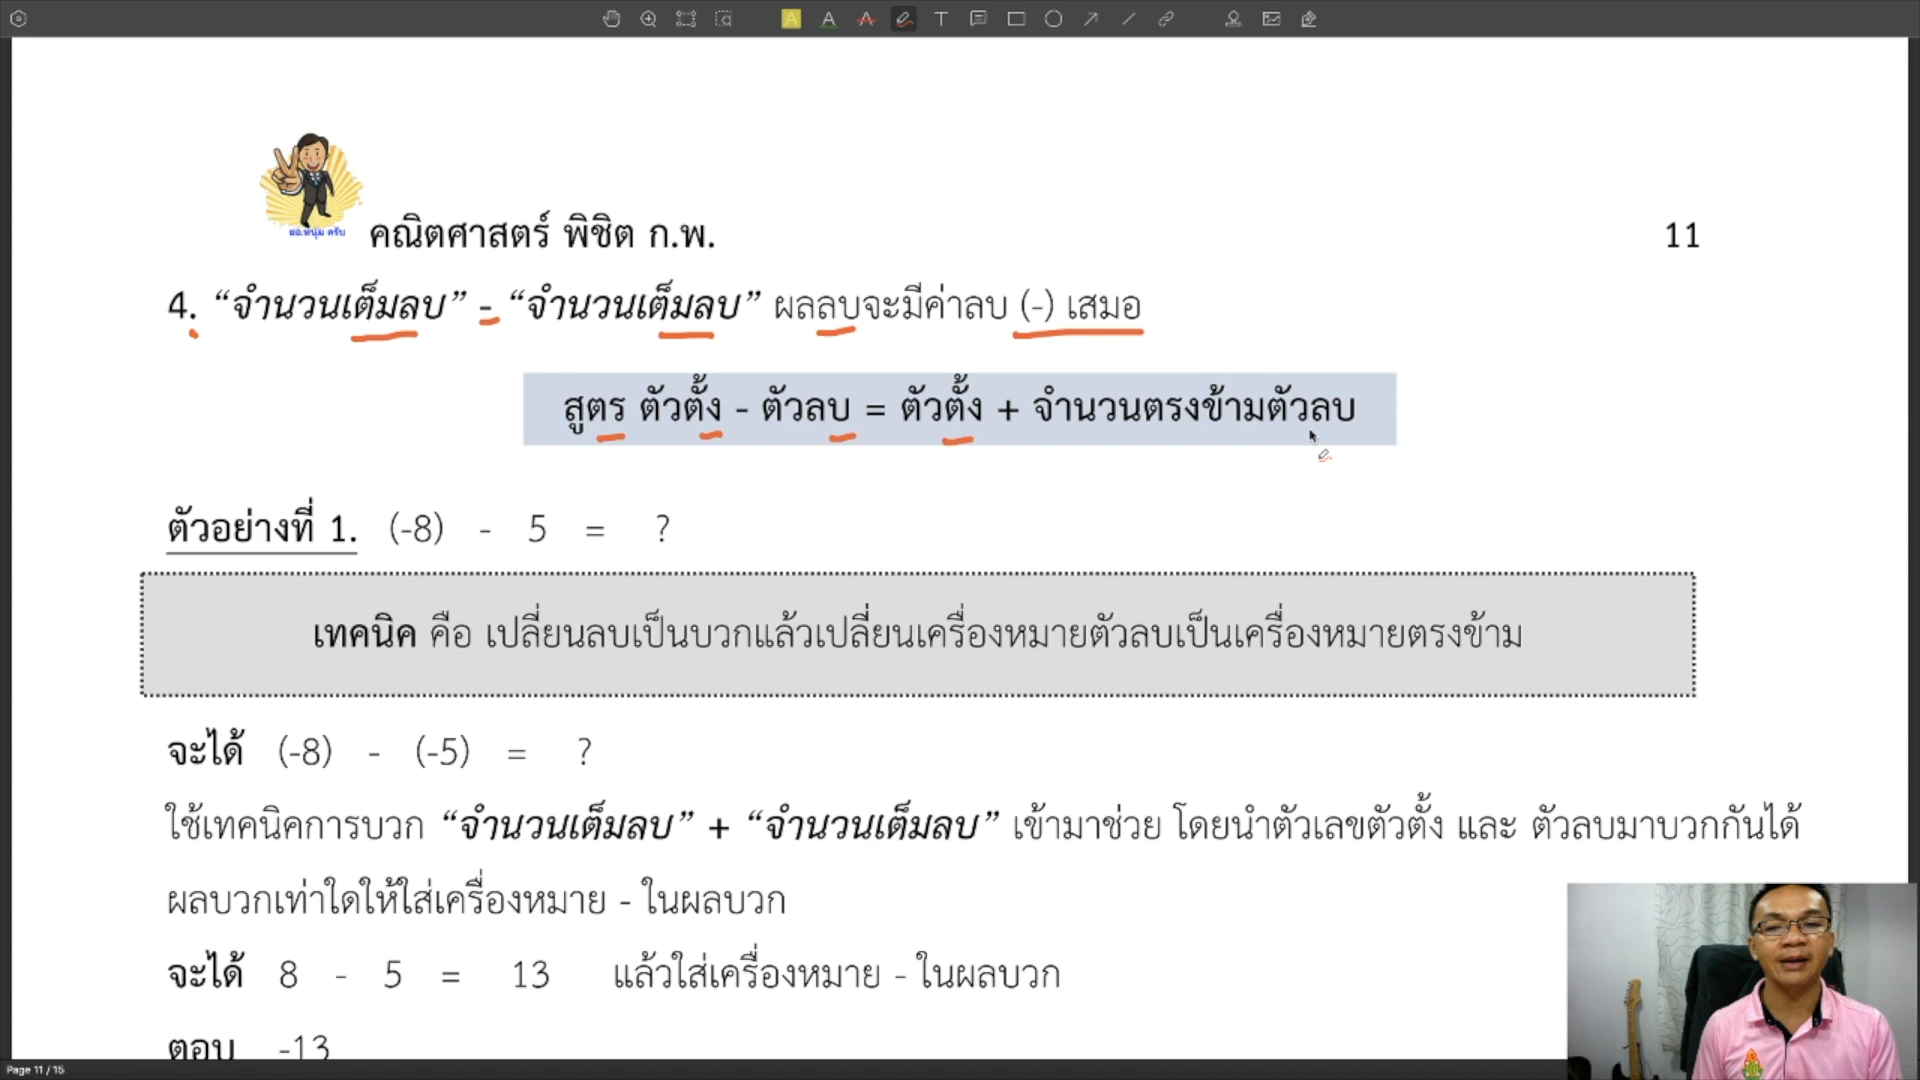 ผอ.หนุ่ม ครับ
คณิตศาสตร์ พิชิต ก.พ.
11
4. “จำนวนเต็มลบ” - “จำนวนเต็มลบ” ผลลบจะมีค่าลบ (-) เสมอ
สูตร ตัวตั้ง - ตัวลบ = ตัวตั้ง + จำนวนตรงข้ามตัวลบ
ตัวอย่างที่ 1. (-8) - 5 = ?
เทคนิค คือ เปลี่ยนลบเป็นบวกแล้วเปลี่ยนเครื่องหมายตัวลบเป็นเครื่องหมายตรงข้าม
จะได้ (-8) - (-5) = ?
ใช้เทคนิคการบวก “จำนวนเต็มลบ” + “จำนวนเต็มลบ” เข้ามาช่วย โดยนำตัวเลขตัวตั้ง และ ตัวลบมาบวกกันได้
ผลบวกเท่าใดให้ใส่เครื่องหมาย - ในผลบวก
จะได้ 8 - 5 = 13 แล้วใส่เครื่องหมาย - ในผลบวก
ตอบ -13
Page 11 / 15